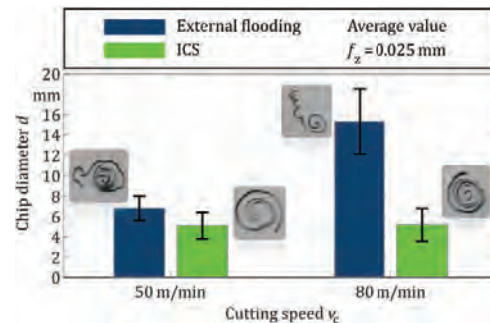 External flooding Average value
ICS f_z = 0.025 mm
20
mm
16
14
12
10
8
6
4
2
0
Chip diameter d
50 m/min 80 m/min
Cutting speed v_c